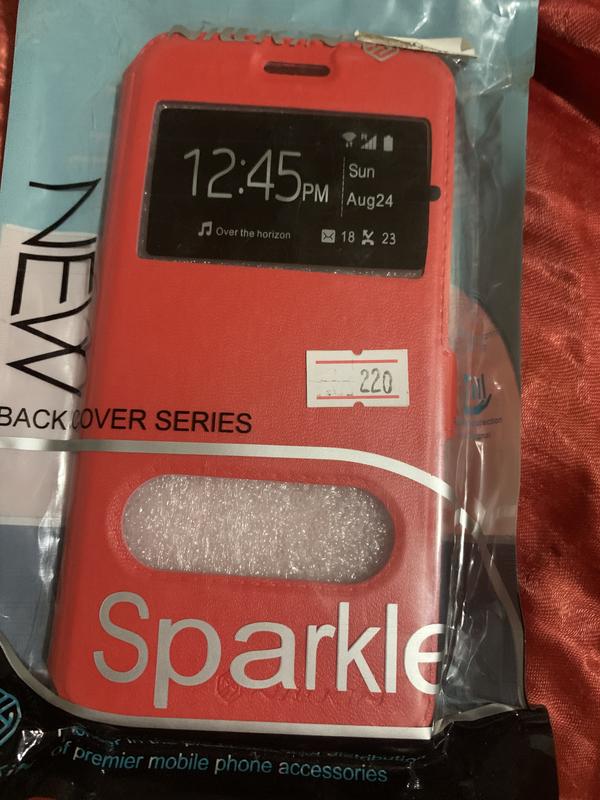 12:45PM
Sun
Aug24
Over the horizon
18
23
NEW
220
BACK COVER SERIES
Sparkle
of premier mobile phone accessories